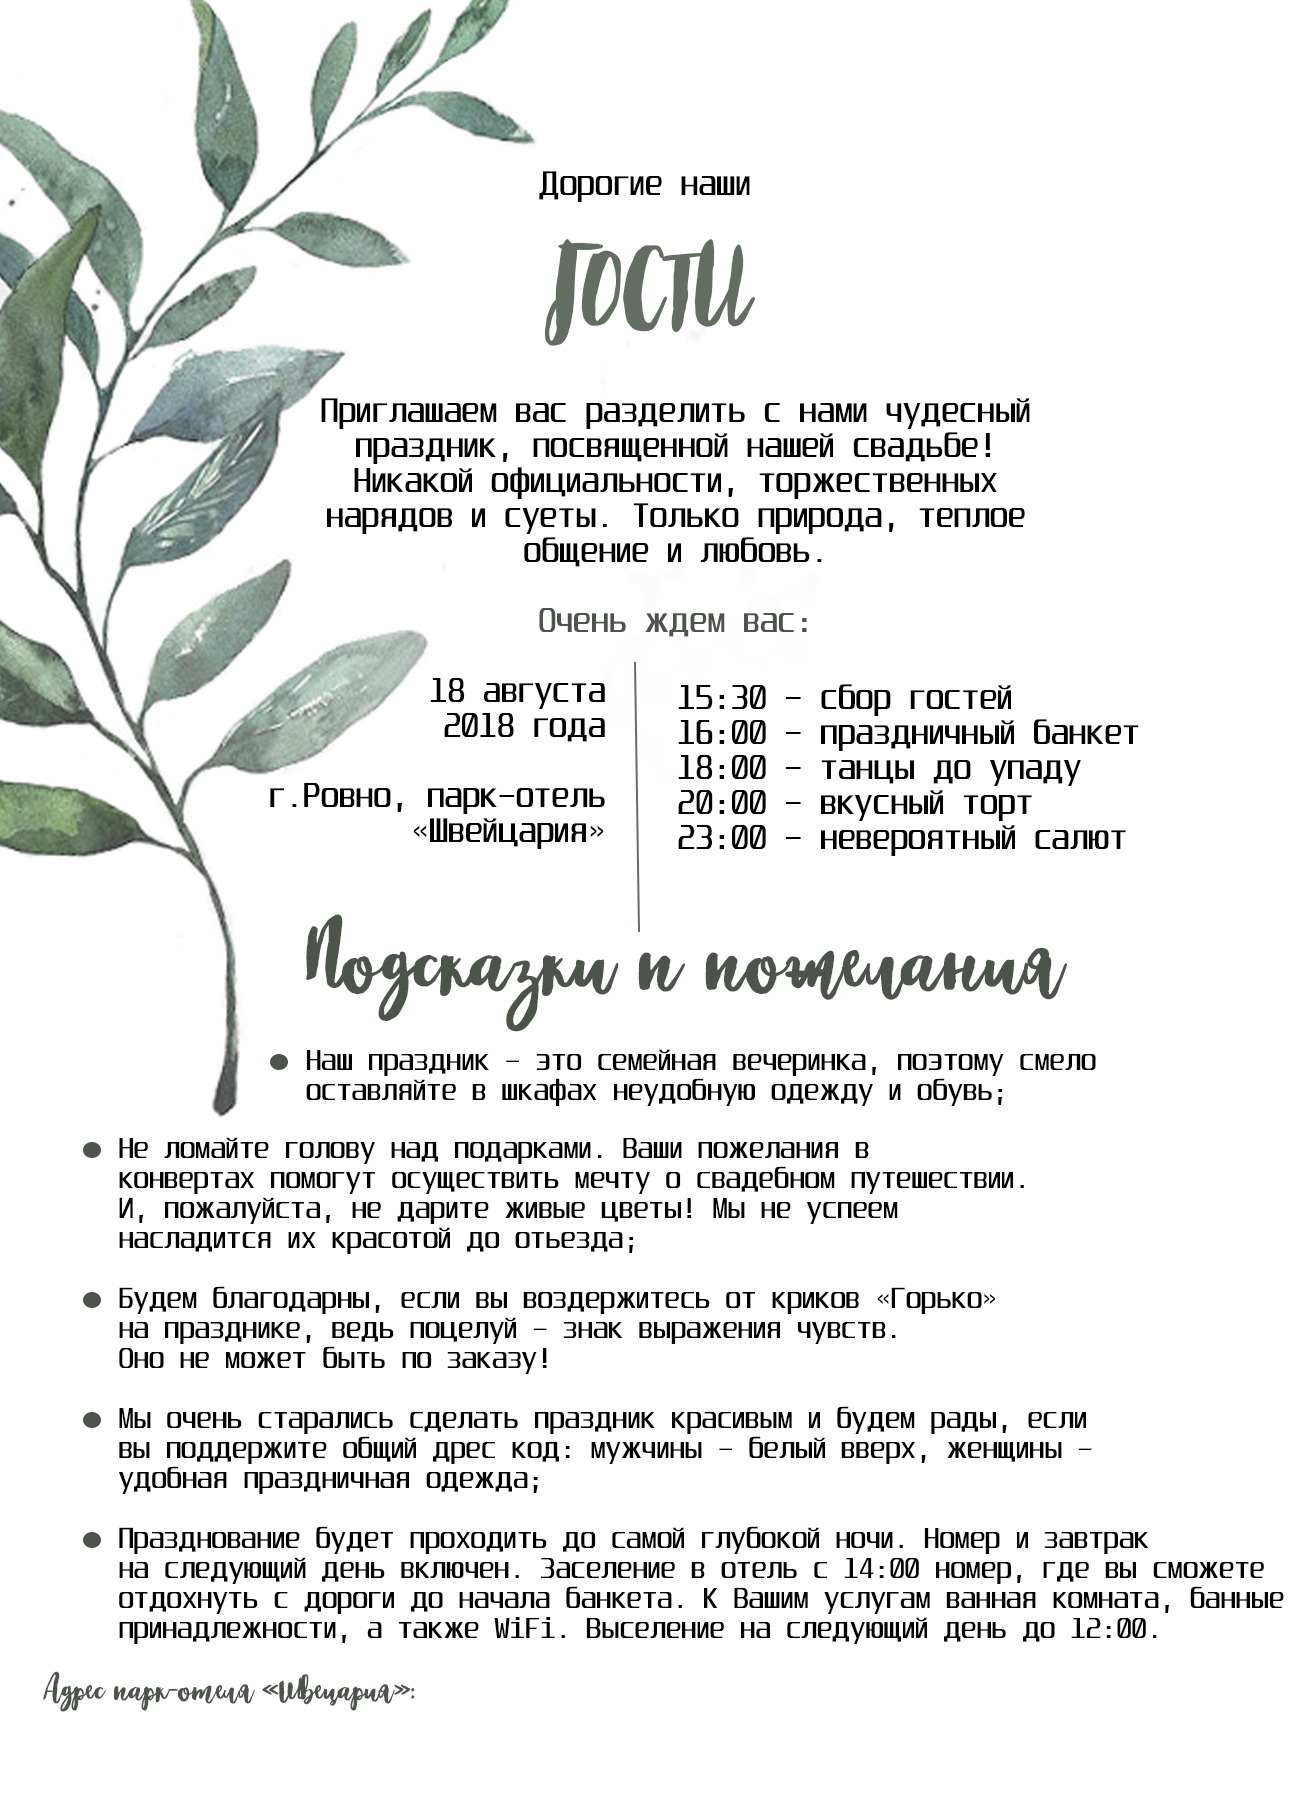 Дорогие наши
ГОСТИ
Приглашаем вас разделить с нами чудесный
праздник, посвященной нашей свадьбе!
Никакой официальности, торжественных
нарядов и суеты. Только природа, теплое
общение и любовь.
Очень ждем вас:
18 августа
2018 года
г.Ровно, парк-отель
«Швейцария»
15:30 – сбор гостей
16:00 – праздничный банкет
18:00 – танцы до упаду
20:00 – вкусный торт
23:00 – невероятный салют
Подсказки п пожелания
• Наш праздник – это семейная вечеринка, поэтому смело
оставляйте в шкафах неудобную одежду и обувь;
• Не ломайте голову над подарками. Ваши пожелания в
конвертах помогут осуществить мечту о свадебном путешествии.
И, пожалуйста, не дарите живые цветы! Мы не успеем
насладится их красотой до отьезда;
• Будем благодарны, если вы воздержитесь от криков «Горько»
на празднике, ведь поцелуй – знак выражения чувств.
Оно не может быть по заказу!
• Мы очень старались сделать праздник красивым и будем рады, если
вы поддержите общий дрес код: мужчины – белый вверх, женщины –
удобная праздничная одежда;
• Празднование будет проходить до самой глубокой ночи. Номер и завтрак
на следующий день включен. Заселение в отель с 14:00 номер, где вы сможете
отдохнуть с дороги до начала банкета. К Вашим услугам ванная комната, банные
принадлежности, а также WiFi. Выселение на следующий день до 12:00.
Адрес парк-отеля «Швецария»: